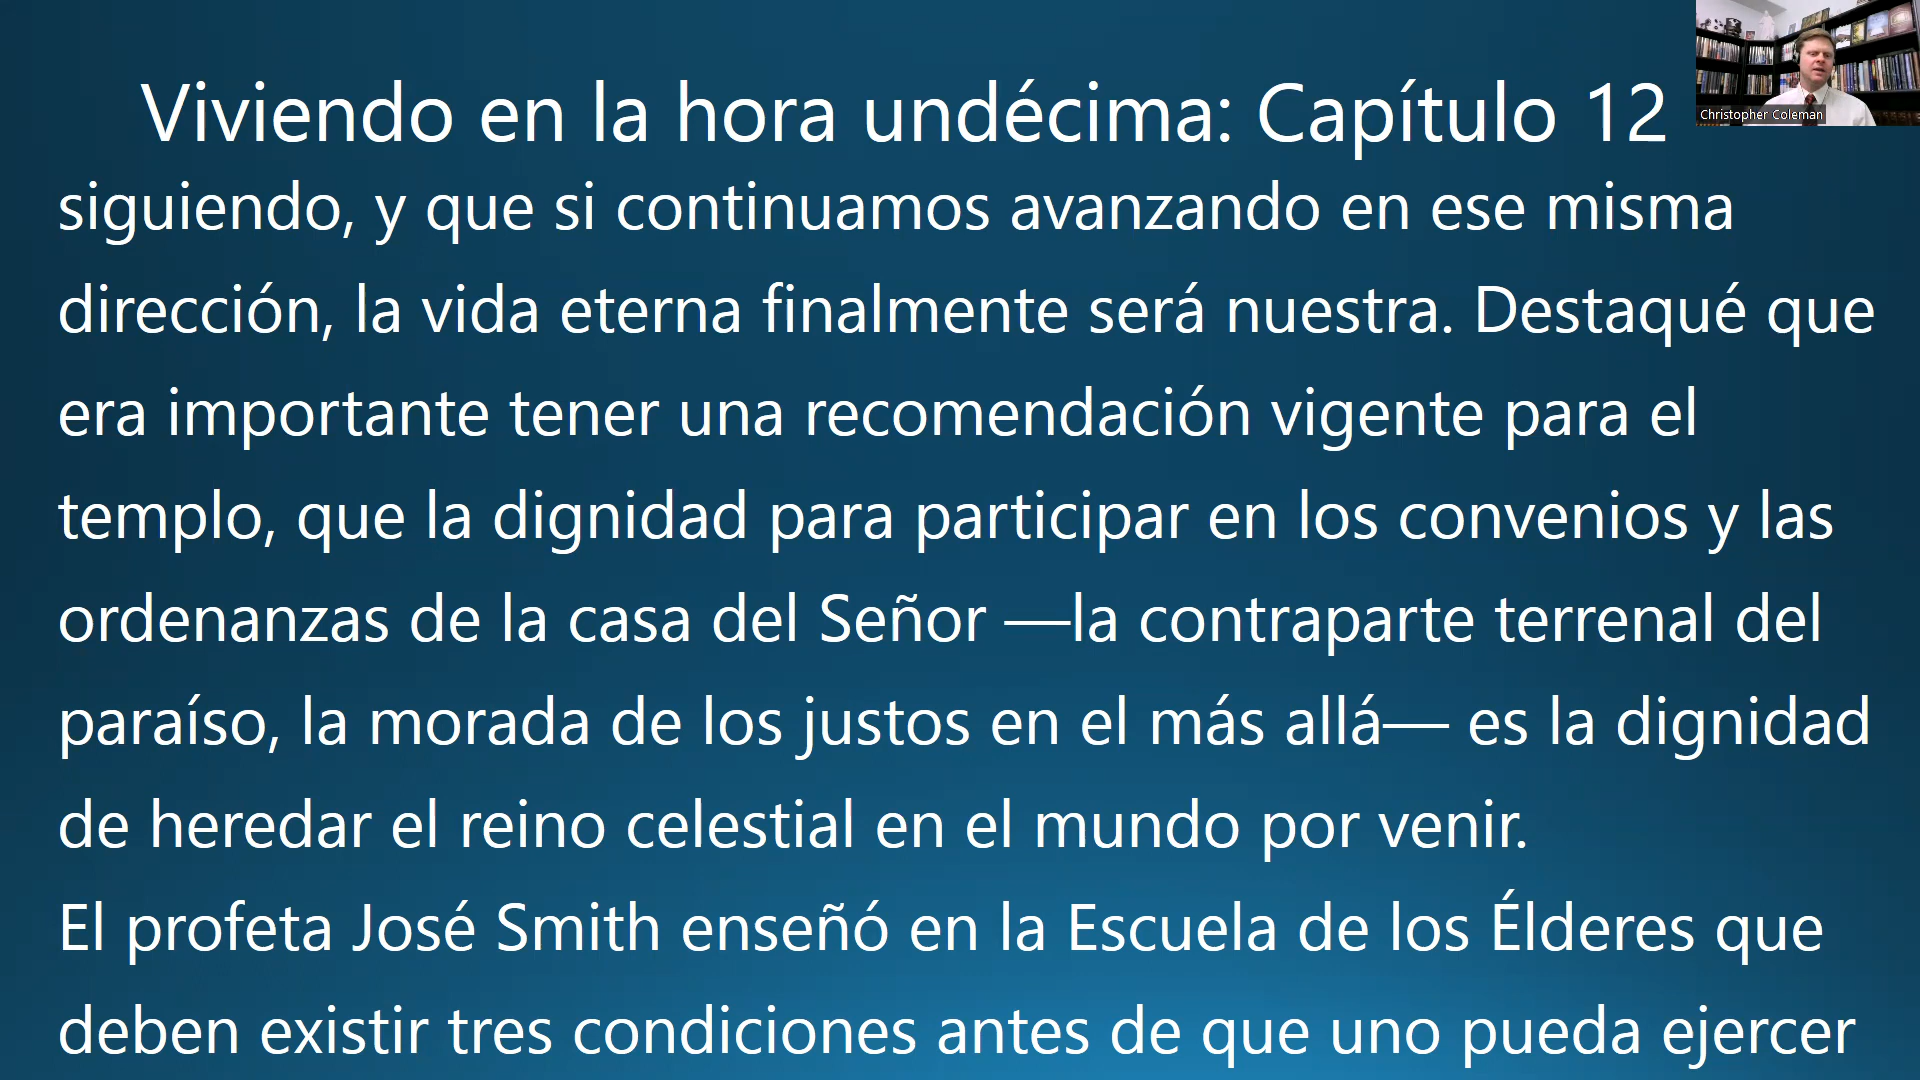 Viviendo en la hora undécima: Capítulo 12
Christopher Coleman
siguiendo, y que si continuamos avanzando en ese misma
dirección, la vida eterna finalmente será nuestra. Destaqué que
era importante tener una recomendación vigente para el
templo, que la dignidad para participar en los convenios y las
ordenanzas de la casa del Señor —la contraparte terrenal del
paraíso, la morada de los justos en el más allá— es la dignidad
de heredar el reino celestial en el mundo por venir.
El profeta José Smith enseñó en la Escuela de los Élderes que
deben existir tres condiciones antes de que uno pueda ejercer